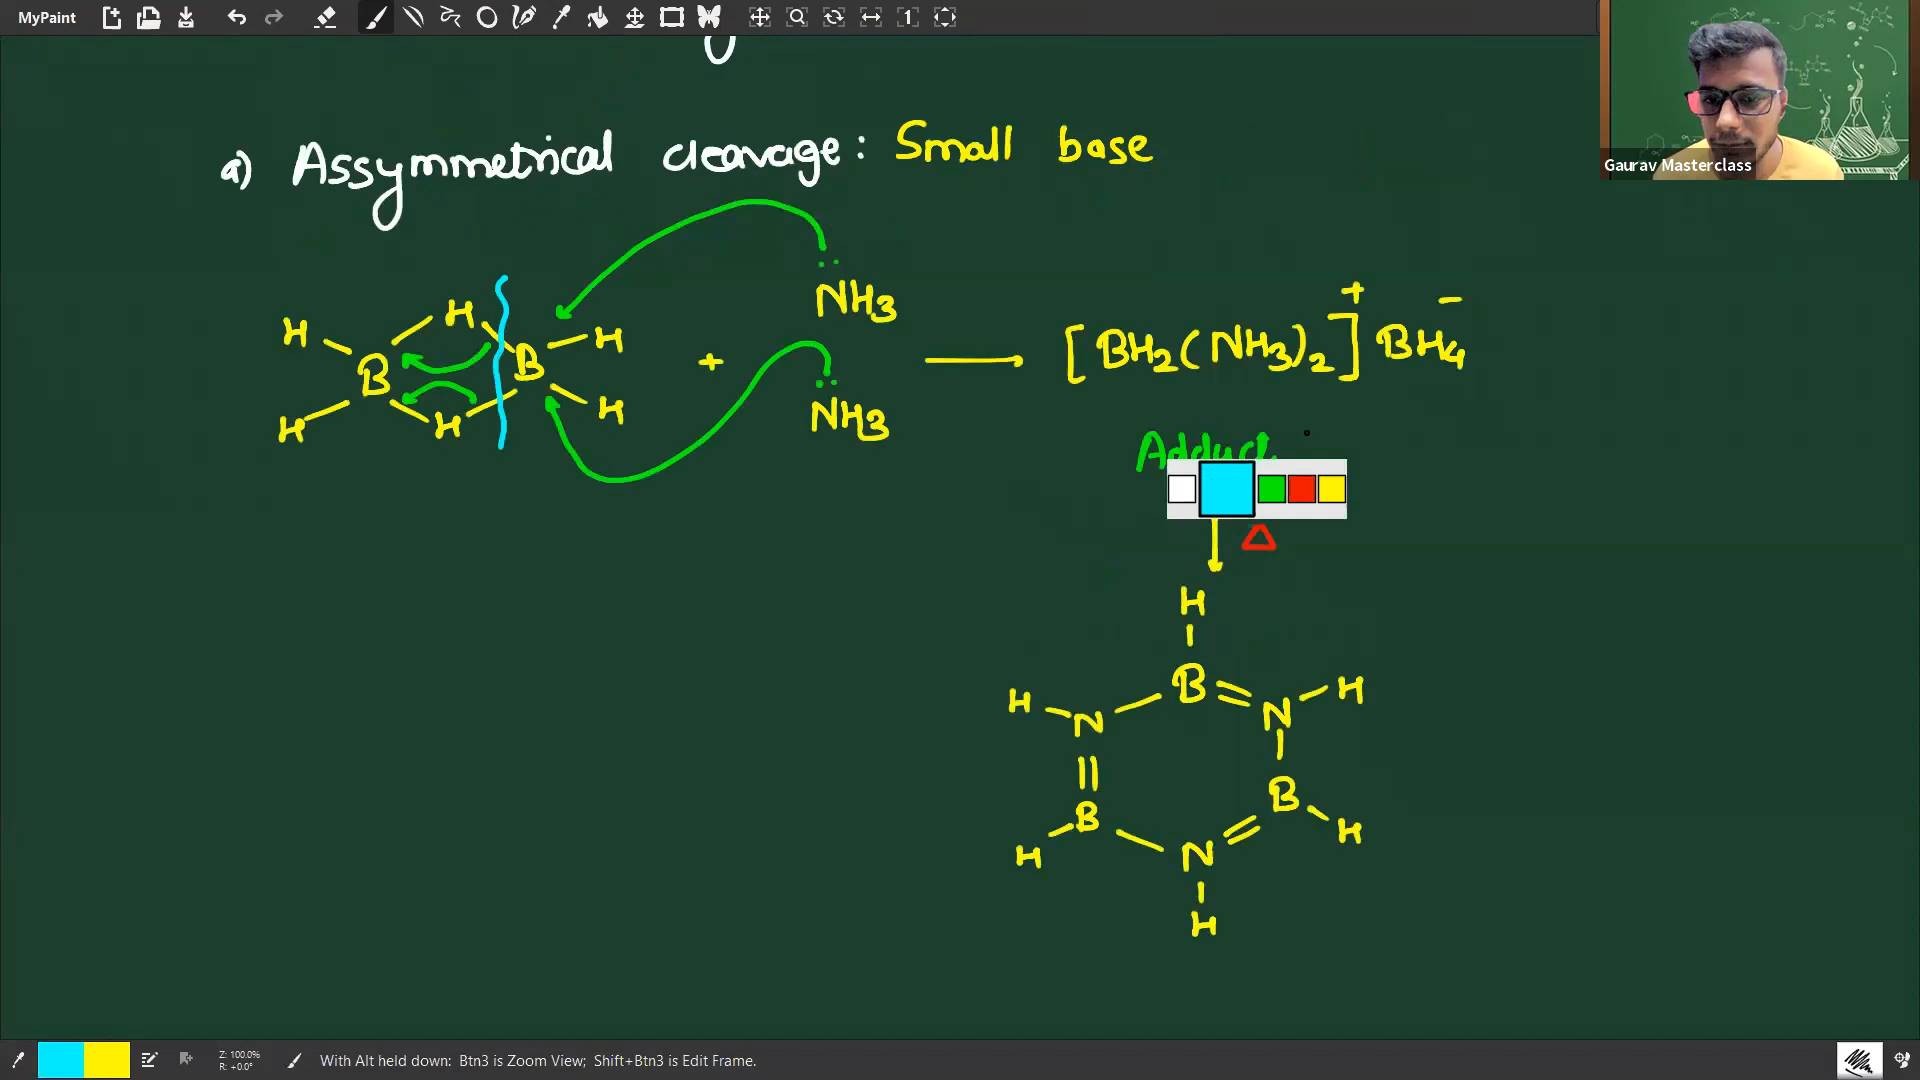 MyPaint
Gaurav Masterclass
a) Assymmetrical cleavage: Small base
H H B H B H H H + NH3 NH3 → [BH2(NH3)2]+ BH4−
Adduct
Δ
H
B = N - H
H - N
B - H
H - B
N
H
Z: 100.0%
R: +0.0°
With Alt held down: Btn3 is Zoom View; Shift+Btn3 is Edit Frame.